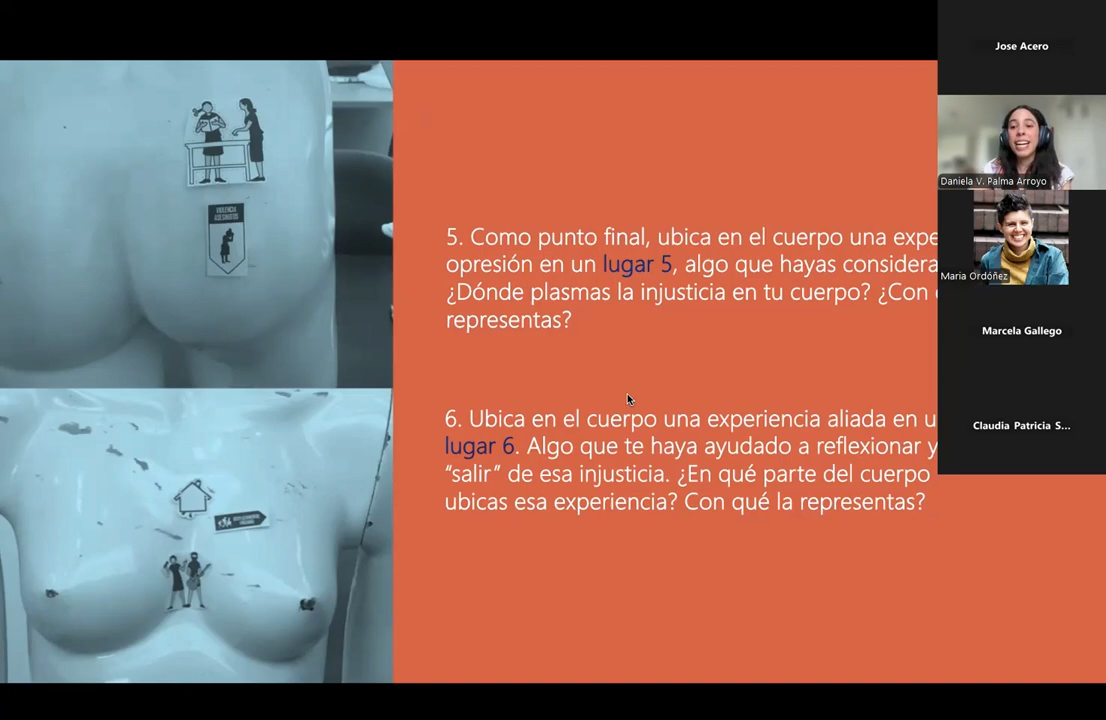 Jose Acero
Daniela V. Palma Arroyo
Maria Ordóñez
Marcela Gallego
Claudia Patricia S...
VIOLENCIA
ASESINATOS
5. Como punto final, ubica en el cuerpo una expe
opresión en un lugar 5, algo que hayas considera
¿Dónde plasmas la injusticia en tu cuerpo? ¿Con
representas?
6. Ubica en el cuerpo una experiencia aliada en u
lugar 6. Algo que te haya ayudado a reflexionar y
“salir” de esa injusticia. ¿En qué parte del cuerpo
ubicas esa experiencia? Con qué la representas?